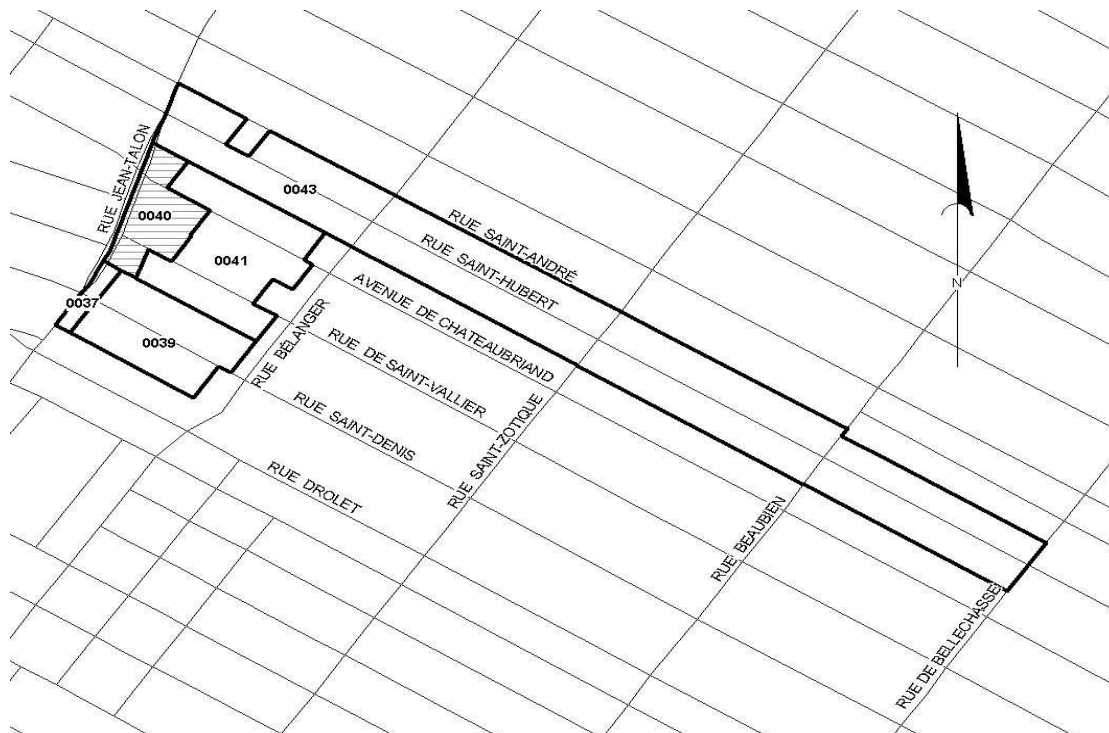 RUE JEAN-TALON
0043
0040
RUE SAINT-ANDRÉ
RUE SAINT-HUBERT
0041
AVENUE DE CHATEAUBRIAND
N
0037
0039
RUE BÉLANGER
RUE DE SAINT-VALLIER
RUE SAINT-DENIS
RUE SAINT-ZOTIQUE
RUE DROLET
RUE BEAUBIEN
RUE DE BELLECHASSE